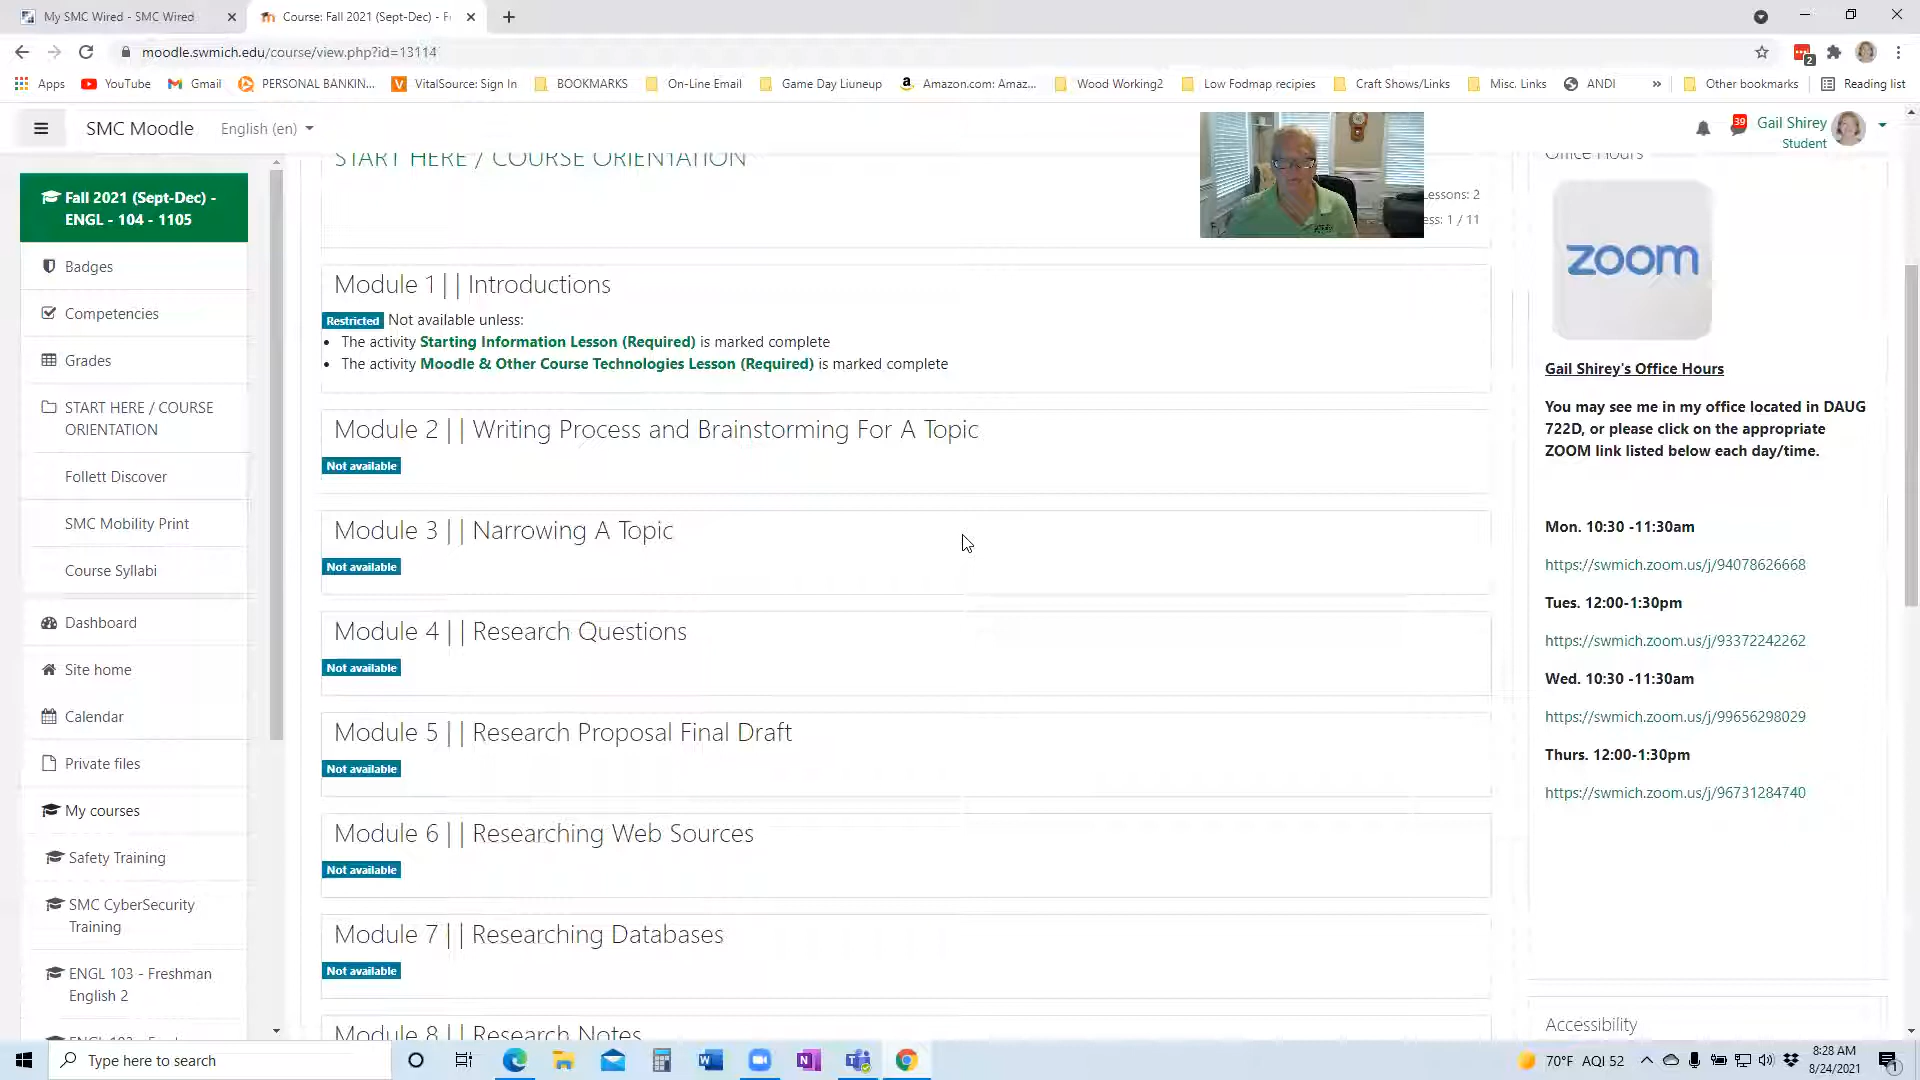 My SMC Wired - SMC Wired
Course: Fall 2021 (Sept-Dec) - F
moodle.swmich.edu/course/view.php?id=13114
2
Apps
YouTube
Gmail
PERSONAL BANKIN...
VitalSource: Sign In
BOOKMARKS
On-Line Email
Game Day Liuneup
Amazon.com: Amaz...
Wood Working2
Low Fodmap recipies
Craft Shows/Links
Misc. Links
ANDI
»
Other bookmarks
Reading list
SMC Moodle
English (en)
39
Gail Shirey
Student
Fall 2021 (Sept-Dec) -
ENGL - 104 - 1105
Badges
Competencies
Grades
START HERE / COURSE
ORIENTATION
Follett Discover
SMC Mobility Print
Course Syllabi
Dashboard
Site home
Calendar
Private files
My courses
Safety Training
SMC CyberSecurity
Training
ENGL 103 - Freshman
English 2
START HERE / COURSE ORIENTATION
essons: 2
ess: 1 / 11
Module 1 || Introductions
Restricted Not available unless:
• The activity Starting Information Lesson (Required) is marked complete
• The activity Moodle & Other Course Technologies Lesson (Required) is marked complete
Module 2 || Writing Process and Brainstorming For A Topic
Not available
Module 3 || Narrowing A Topic
Not available
Module 4 || Research Questions
Not available
Module 5 || Research Proposal Final Draft
Not available
Module 6 || Researching Web Sources
Not available
Module 7 || Researching Databases
Not available
Module 8 || Research Notes
Office Hours
zoom
Gail Shirey's Office Hours
You may see me in my office located in DAUG
722D, or please click on the appropriate
ZOOM link listed below each day/time.
Mon. 10:30 -11:30am
https://swmich.zoom.us/j/94078626668
Tues. 12:00-1:30pm
https://swmich.zoom.us/j/93372242262
Wed. 10:30 -11:30am
https://swmich.zoom.us/j/99656298029
Thurs. 12:00-1:30pm
https://swmich.zoom.us/j/96731284740
Accessibility
Type here to search
70°F AQI 52
8:28 AM
8/24/2021
1